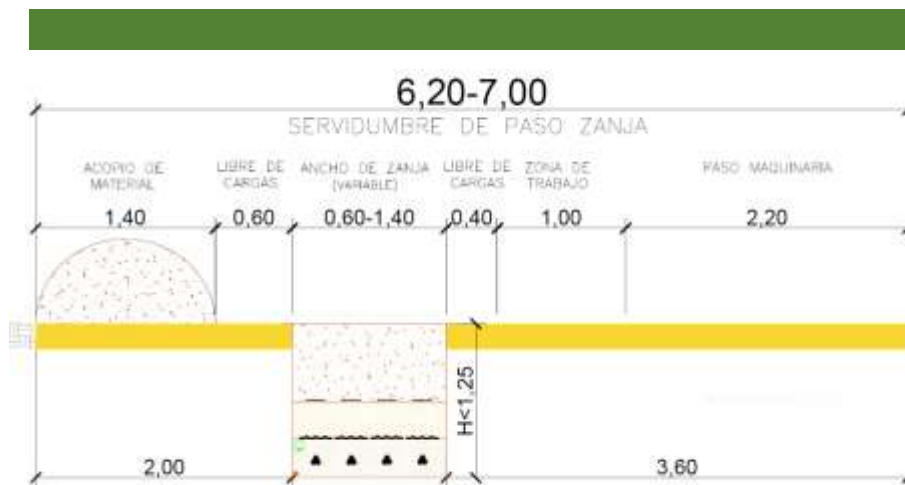 6,20-7,00
SERVIDUMBRE DE PASO ZANJA
ACOPIO DE
MATERIAL
LIBRE DE
CARGAS
ANCHO DE ZANJA
(VARIABLE)
LIBRE DE
CARGAS
ZONA DE
TRABAJO
PASO MAQUINARIA
1,40
0,60
0,60-1,40
0,40
1,00
2,20
H<1,25
2,00
3,60